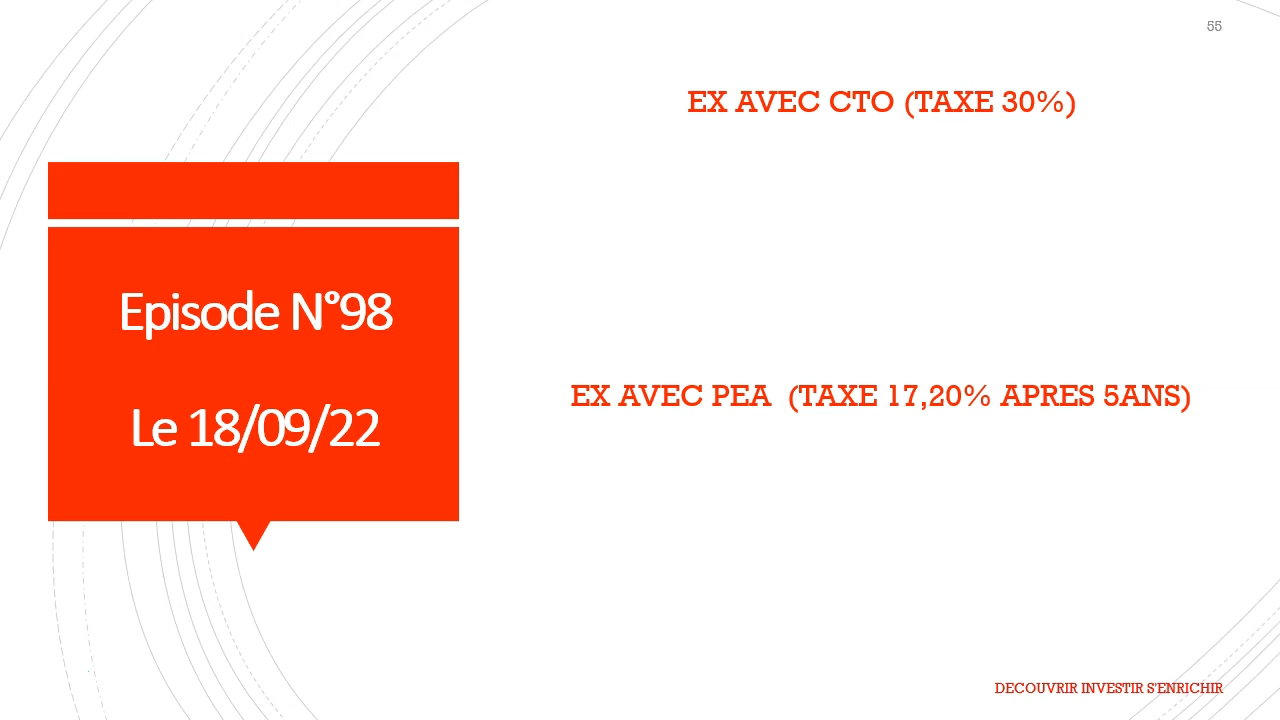 55
EX AVEC CTO (TAXE 30%)
Episode N°98
Le 18/09/22
EX AVEC PEA  (TAXE 17,20% APRES 5ANS)
DECOUVRIR INVESTIR S'ENRICHIR